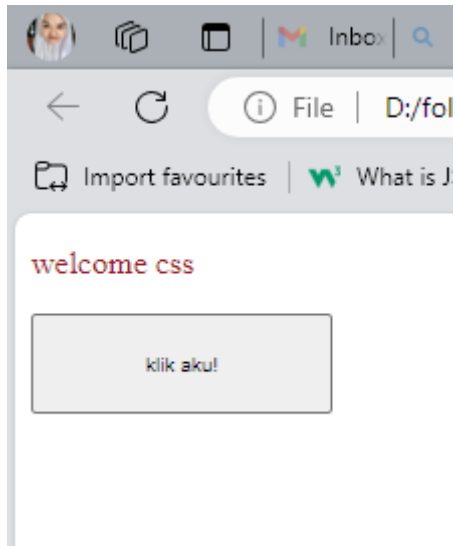 Inbox
File D:/fol
Import favourites What is J
welcome css
klik aku!